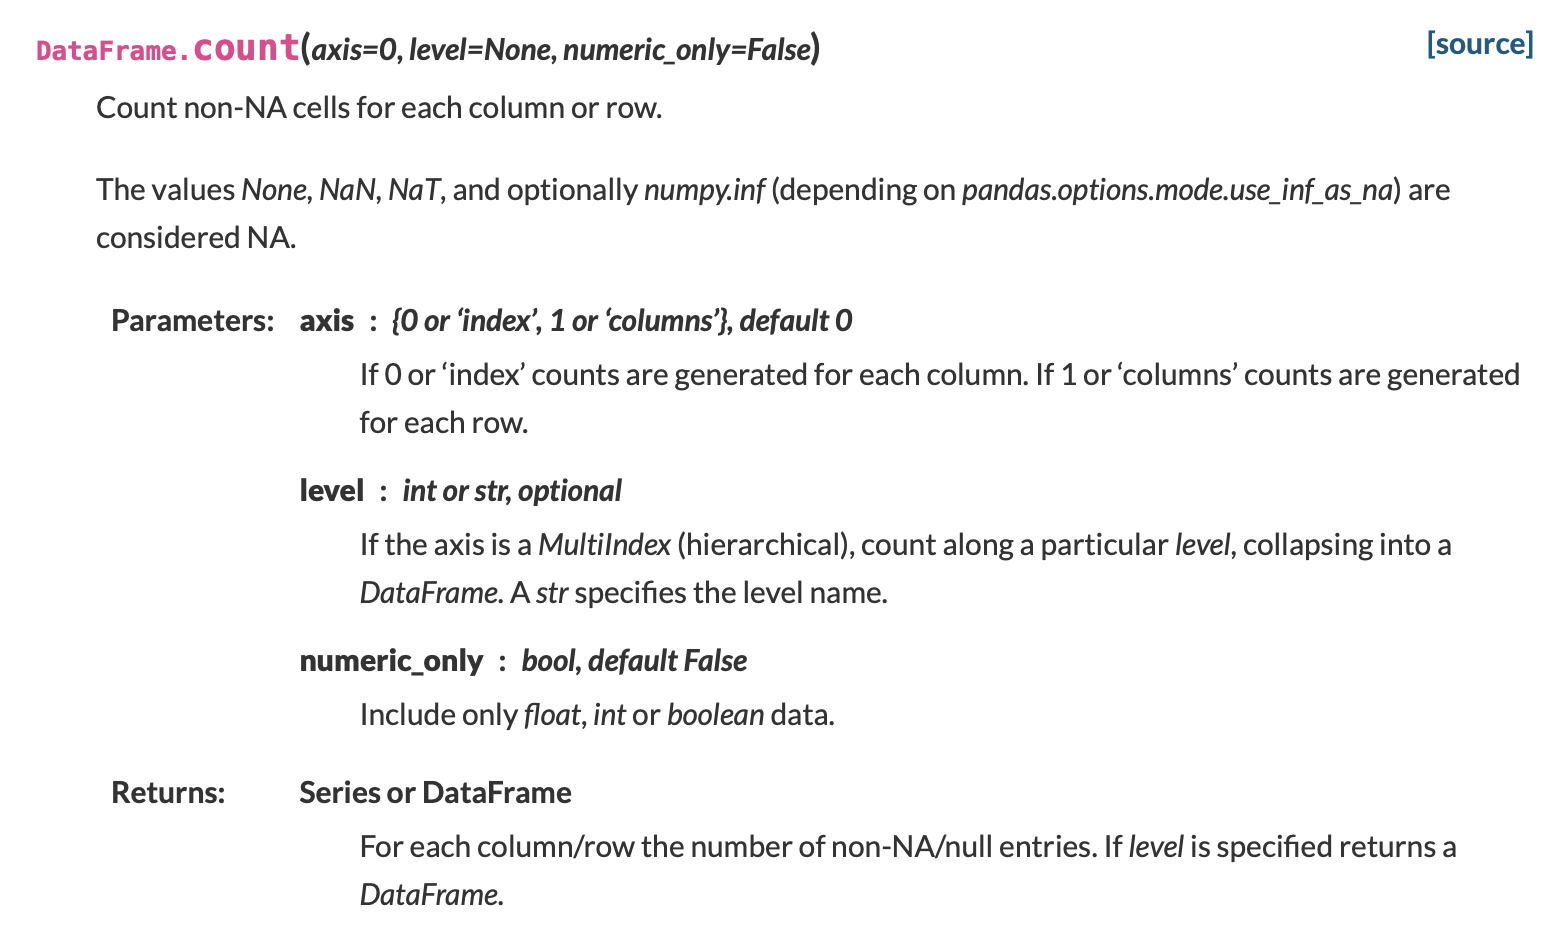 DataFrame.count(axis=0, level=None, numeric_only=False) [source]
Count non-NA cells for each column or row.
The values None, NaN, NaT, and optionally numpy.inf (depending on pandas.options.mode.use_inf_as_na) are
considered NA.
Parameters: axis : {0 or ‘index’, 1 or ‘columns’}, default 0
If 0 or ‘index’ counts are generated for each column. If 1 or ‘columns’ counts are generated
for each row.
level : int or str, optional
If the axis is a MultiIndex (hierarchical), count along a particular level, collapsing into a
DataFrame. A str specifies the level name.
numeric_only : bool, default False
Include only float, int or boolean data.
Returns: Series or DataFrame
For each column/row the number of non-NA/null entries. If level is specified returns a
DataFrame.